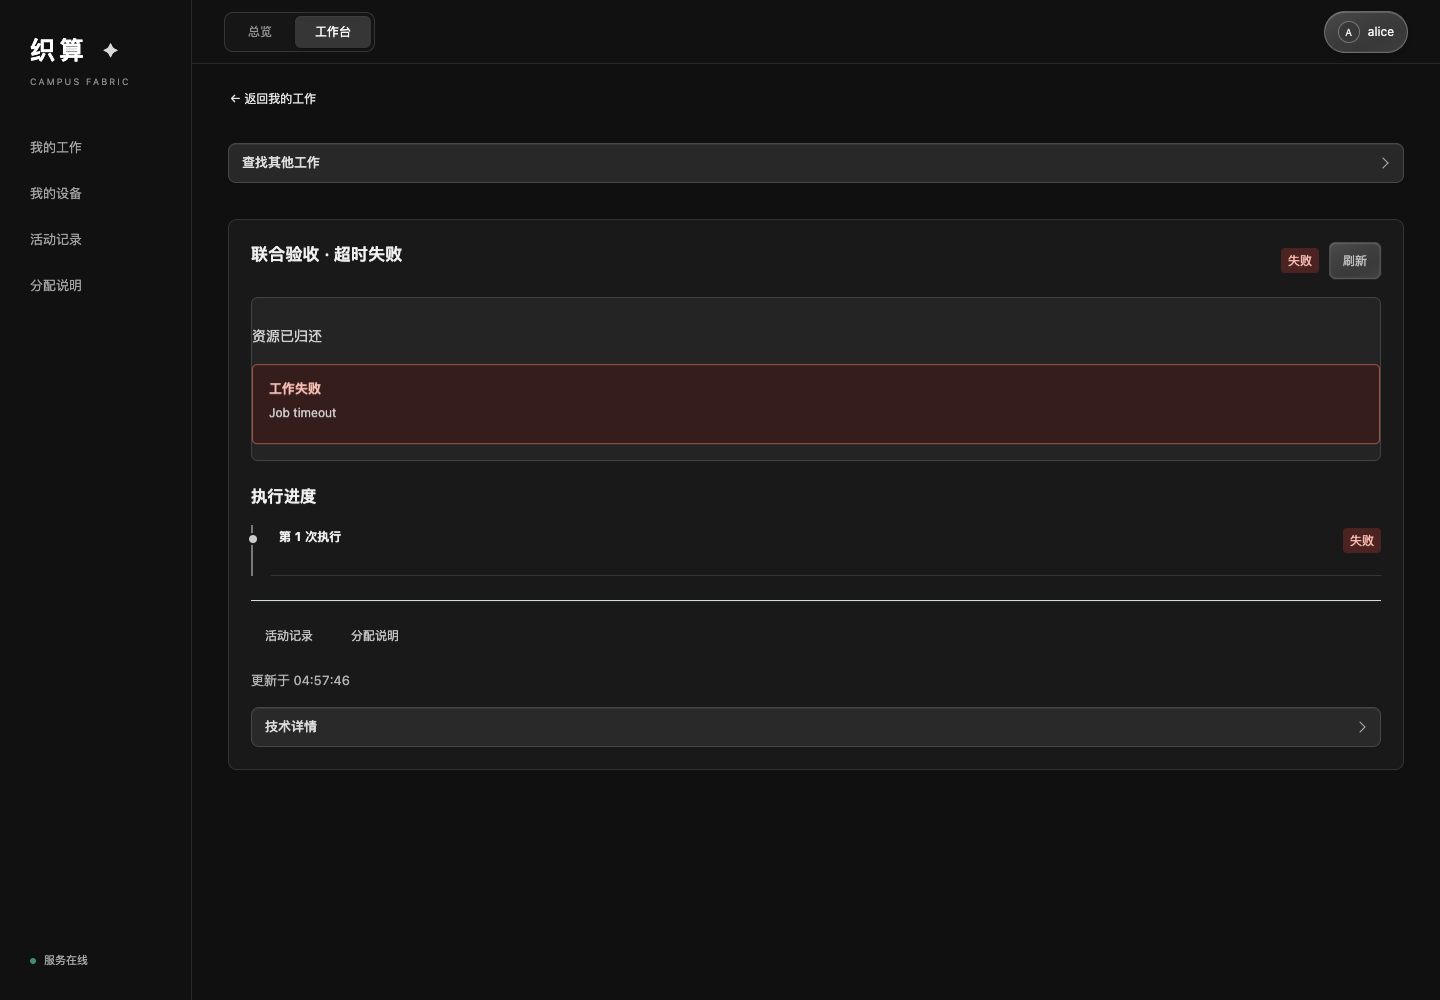 织算
CAMPUS FABRIC
我的工作
我的设备
活动记录
分配说明
服务在线
总览
工作台
A alice
← 返回我的工作
查找其他工作
联合验收 · 超时失败
失败
刷新
资源已归还
工作失败
Job timeout
执行进度
第 1 次执行
失败
活动记录
分配说明
更新于 04:57:46
技术详情